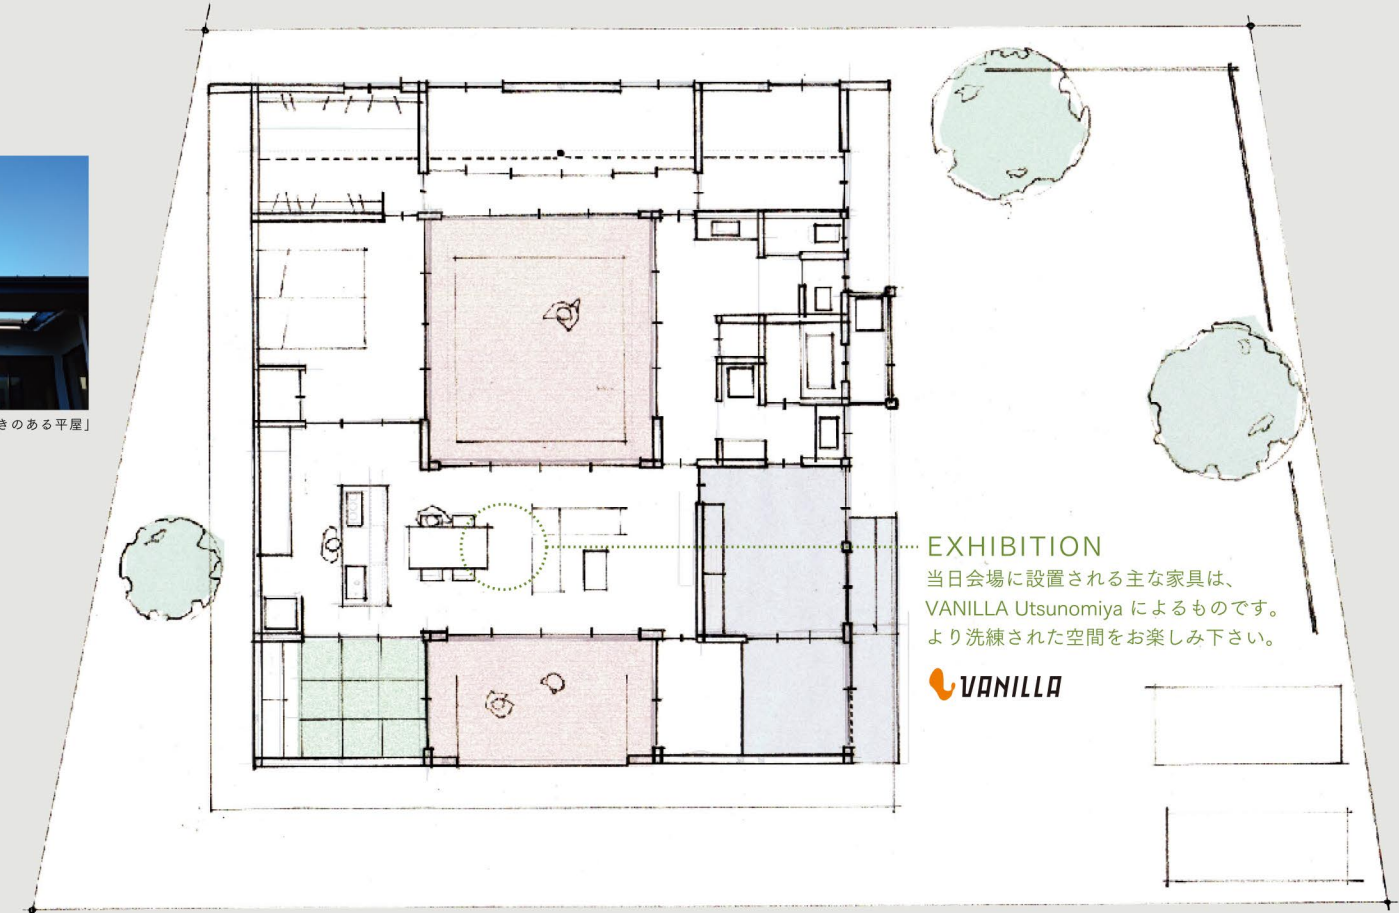 きのある平屋」
EXHIBITION
当日会場に設置される主な家具は、
VANILLA Utsunomiya によるものです。
より洗練された空間をお楽しみ下さい。
VANILLA